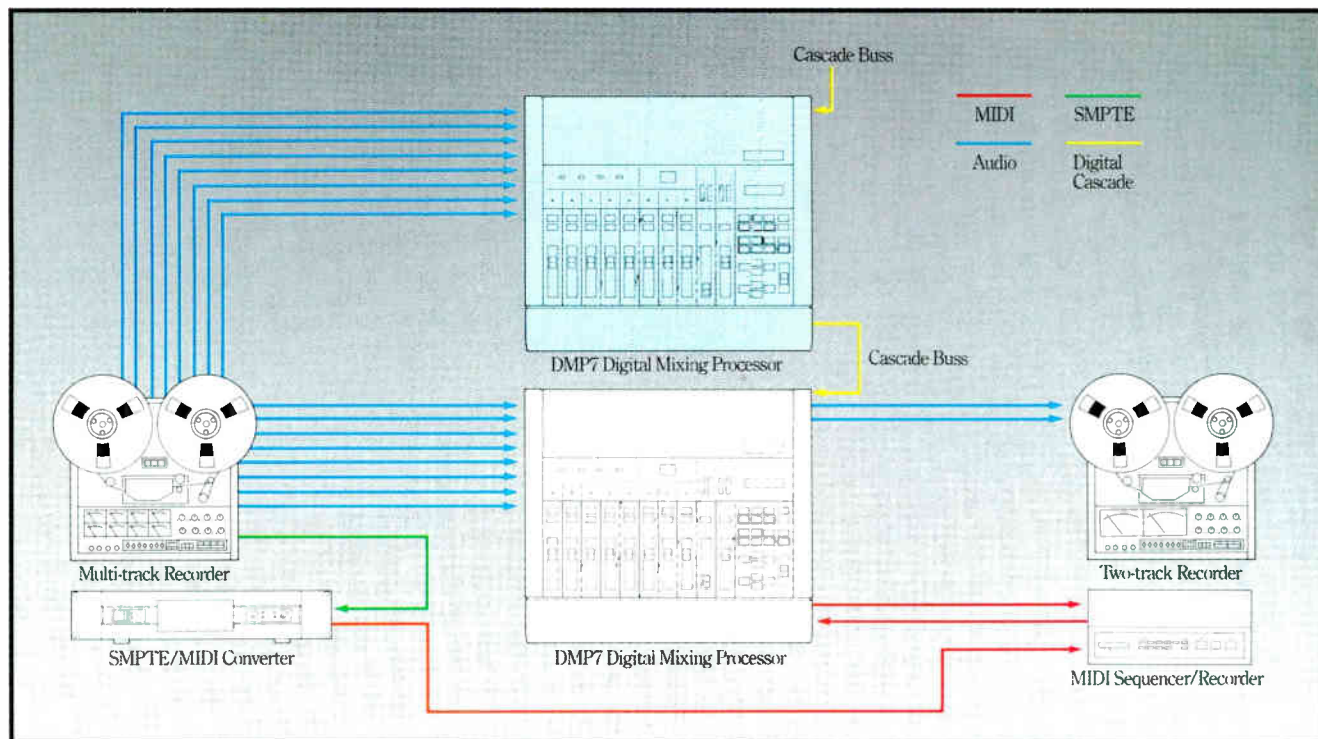 Cascade Buss
MIDI
SMPTE
Audio
Digital
Cascade
DMP7 Digital Mixing Processor
Cascade Buss
Multi-track Recorder
Two-track Recorder
SMPTE/MIDI Converter
DMP7 Digital Mixing Processor
MIDI Sequencer/Recorder